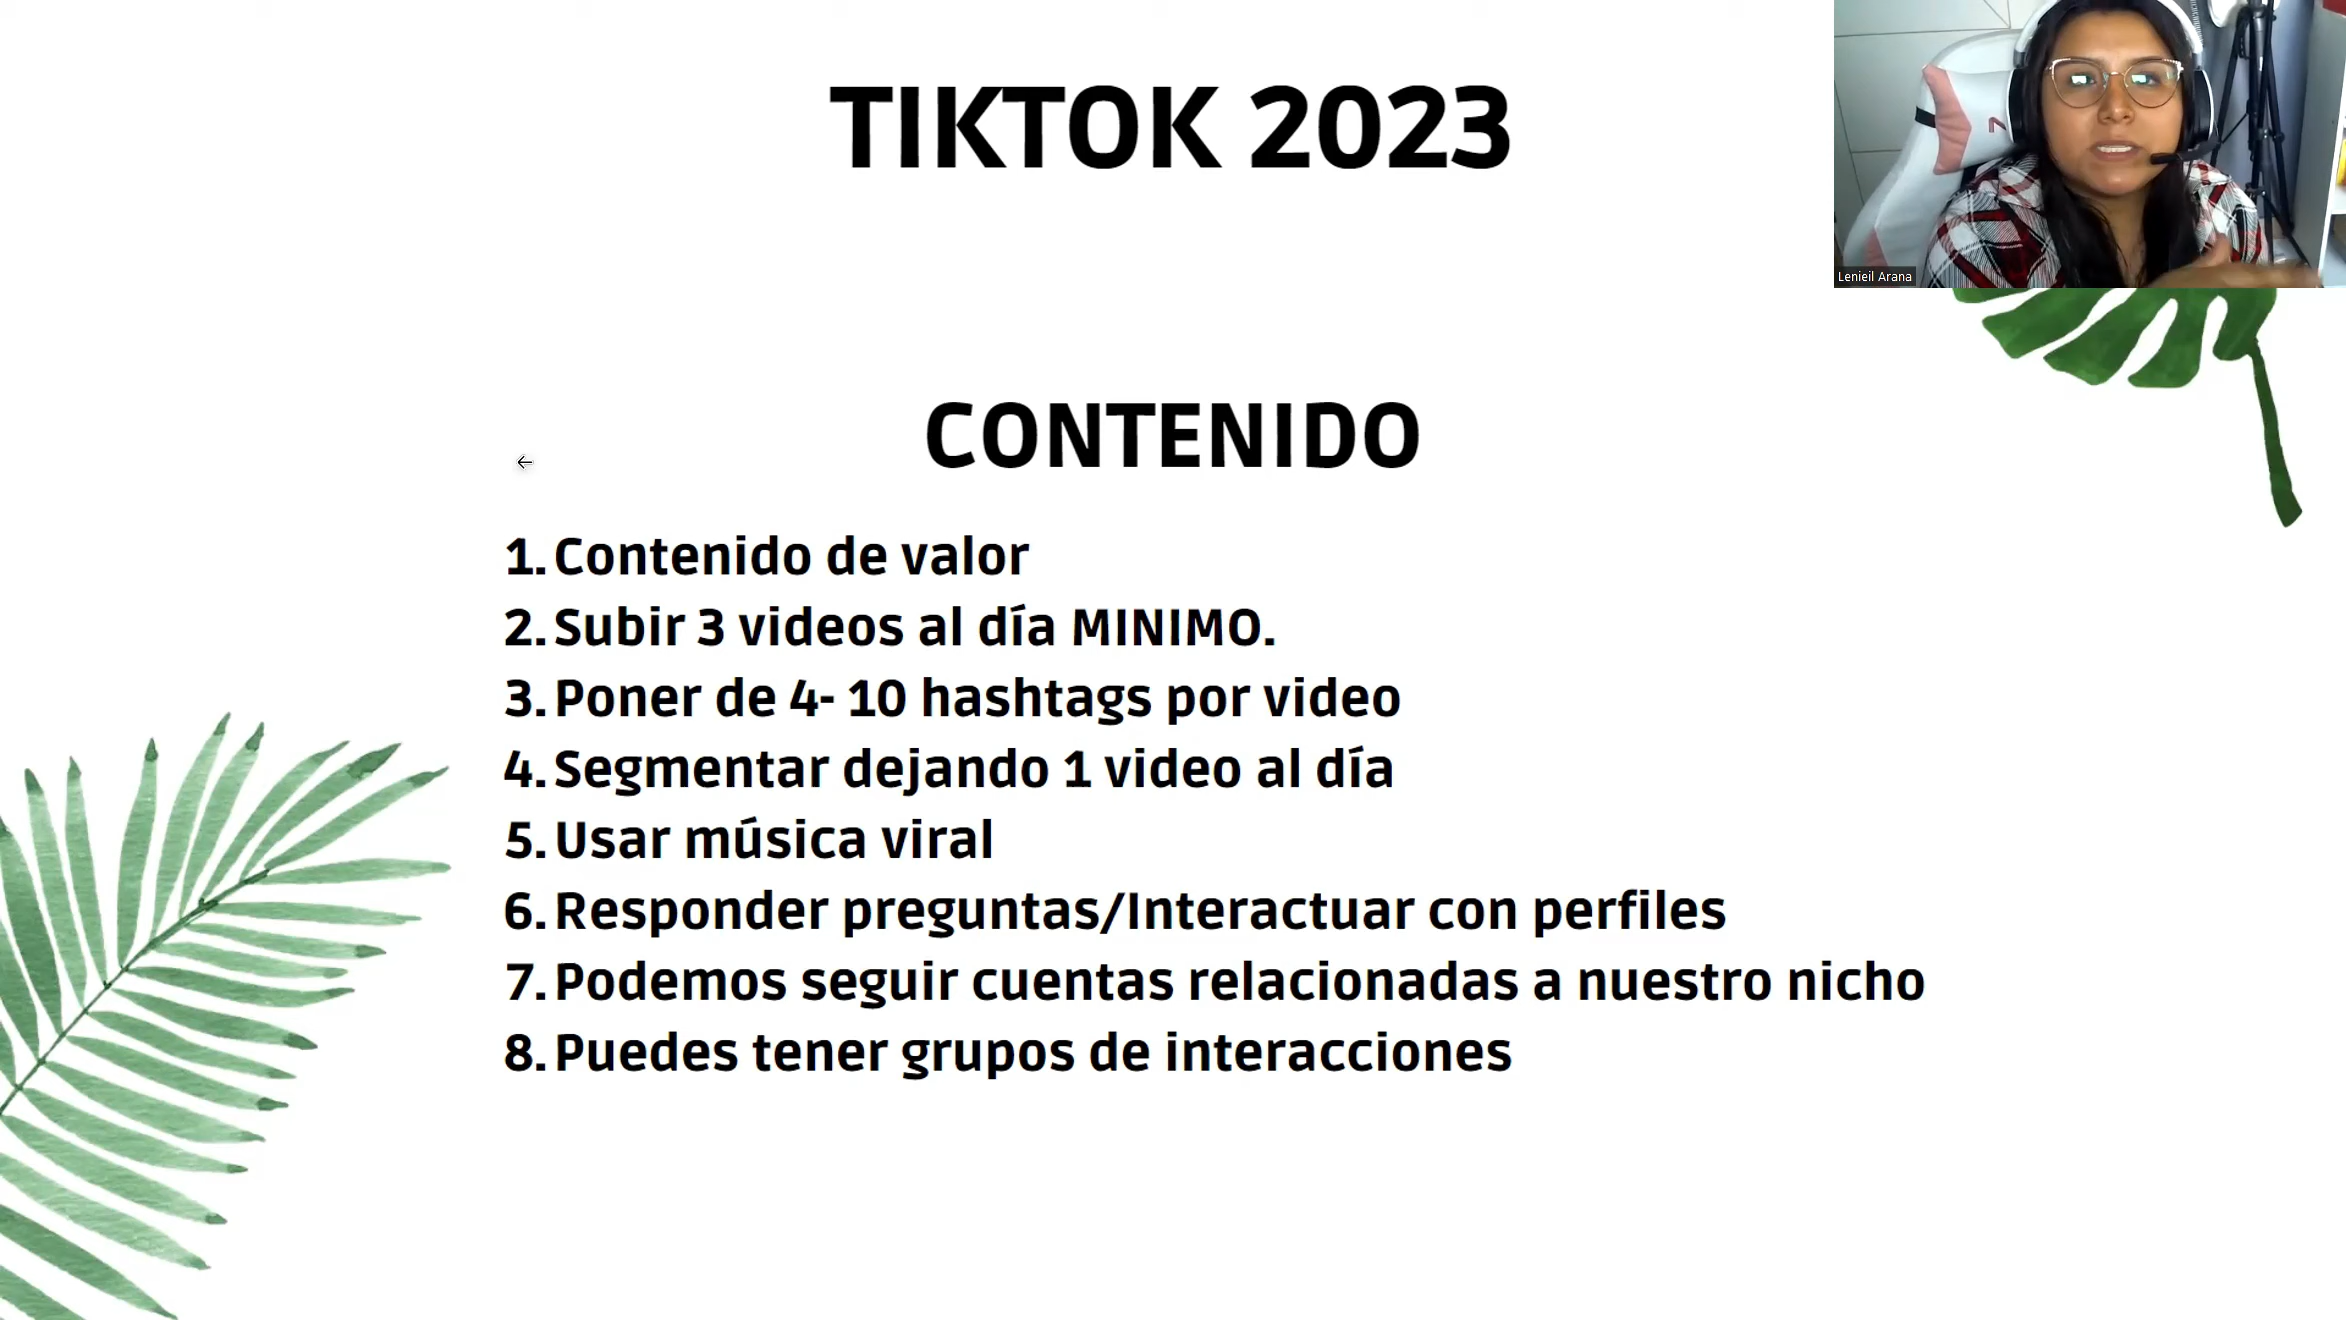 TIKTOK 2023
Lenieil Arana
CONTENIDO
1. Contenido de valor
2. Subir 3 videos al día MINIMO.
3. Poner de 4- 10 hashtags por video
4. Segmentar dejando 1 video al día
5. Usar música viral
6. Responder preguntas/Interactuar con perfiles
7. Podemos seguir cuentas relacionadas a nuestro nicho
8. Puedes tener grupos de interacciones